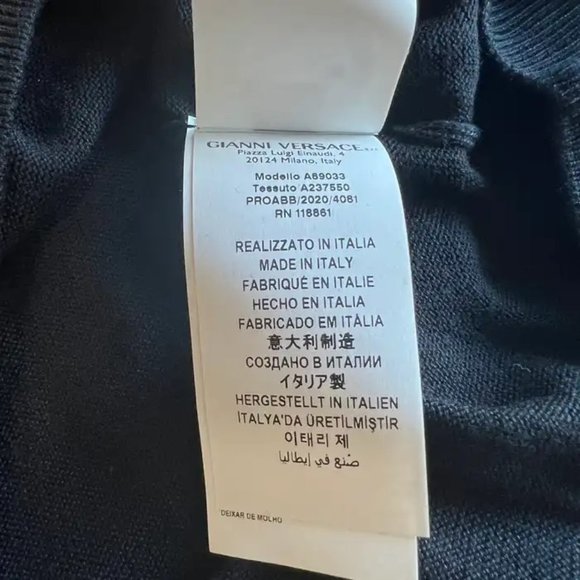 GIANNI VERSACE S.r.l.
Piazza Luigi Einaudi, 4
20124 Milano, Italy
Modello A89033
Tessuto A237550
PROABB/2020/4081
RN 118861
REALIZZATO IN ITALIA
MADE IN ITALY
FABRIQUÉ EN ITALIE
HECHO EN ITALIA
FABRICADO EM ITÁLIA
意大利制造
СОЗДАНО В ИТАЛИИ
イタリア製
HERGESTELLT IN ITALIEN
İTALYA'DA ÜRETİLMİŞTİR
이태리 제
صُنع في إيطاليا
DEIXAR DE MOLHO